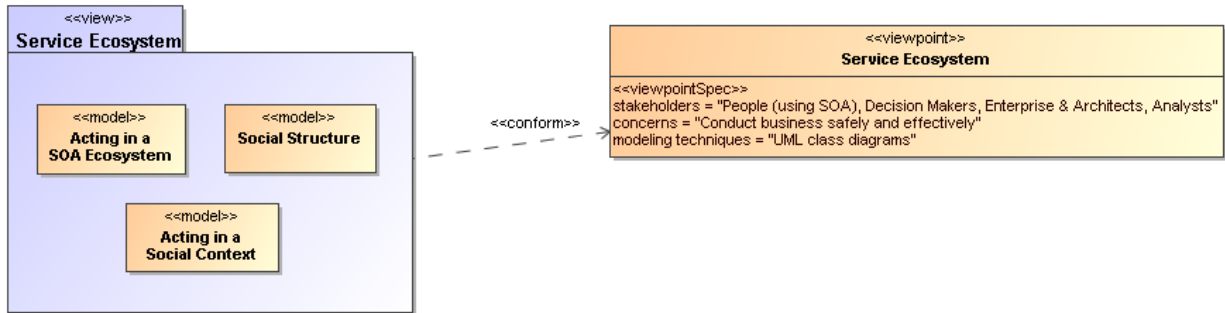 <<view>>
Service Ecosystem
<<model>>
Acting in a
SOA Ecosystem
<<model>>
Social Structure
<<model>>
Acting in a
Social Context
<<conform>>
<<viewpoint>>
Service Ecosystem
<<viewpointSpec>>
stakeholders = "People (using SOA), Decision Makers, Enterprise & Architects, Analysts"
concerns = "Conduct business safely and effectively"
modeling techniques = "UML class diagrams"